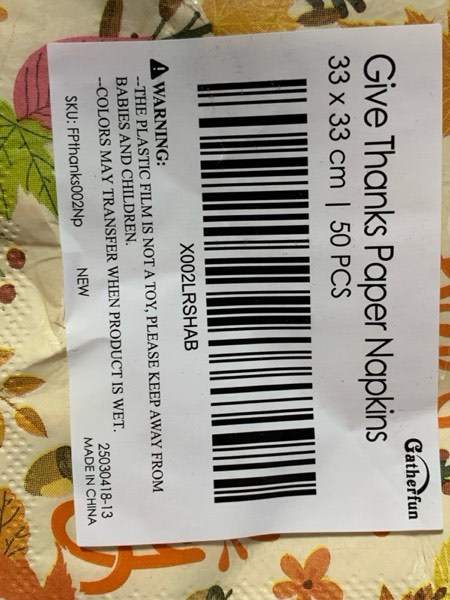 Gatherfun
Give Thanks Paper Napkins
33 x 33 cm | 50 PCS
X002LRSHAB
⚠ WARNING:
--THE PLASTIC FILM IS NOT A TOY, PLEASE KEEP AWAY FROM
BABIES AND CHILDREN.
--COLORS MAY TRANSFER WHEN PRODUCT IS WET.
SKU: FPthanks002Np
NEW
25030418-13
MADE IN CHINA